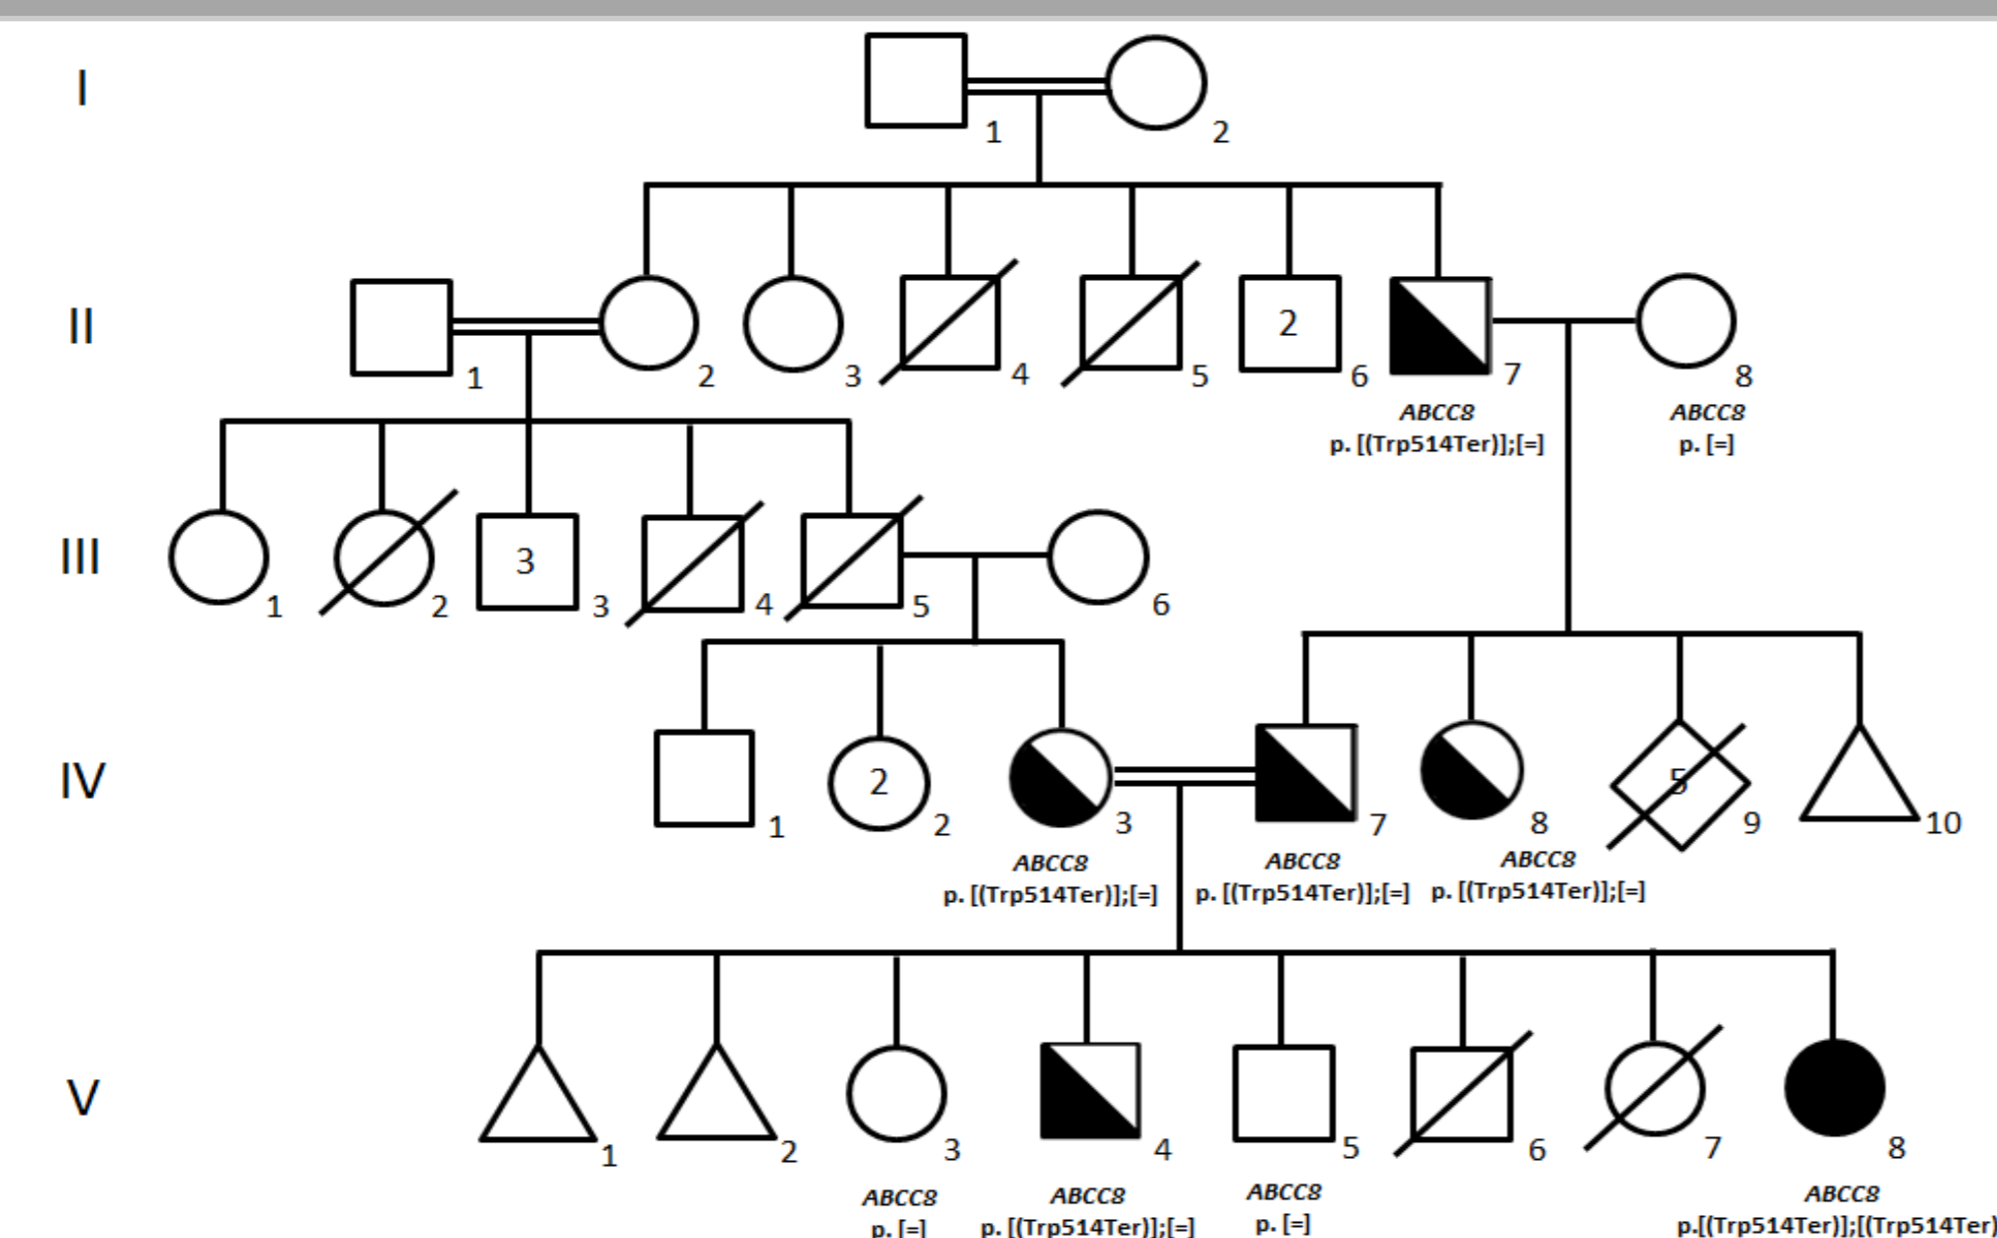 I
1
2
II
2
1
2
3
4
5
6
7
8
ABCC8
ABCC8
p. [(Trp514Ter)];[=]
p. [=]
III
3
1
2
3
4
5
6
IV
2
5
1
2
3
7
8
9
10
ABCC8
ABCC8
ABCC8
p. [(Trp514Ter)];[=]
p. [(Trp514Ter)];[=]
p. [(Trp514Ter)];[=]
V
1
2
3
4
5
6
7
8
ABCC8
ABCC8
ABCC8
ABCC8
p. [=]
p. [(Trp514Ter)];[=]
p. [=]
p.[(Trp514Ter)];[(Trp514Ter)